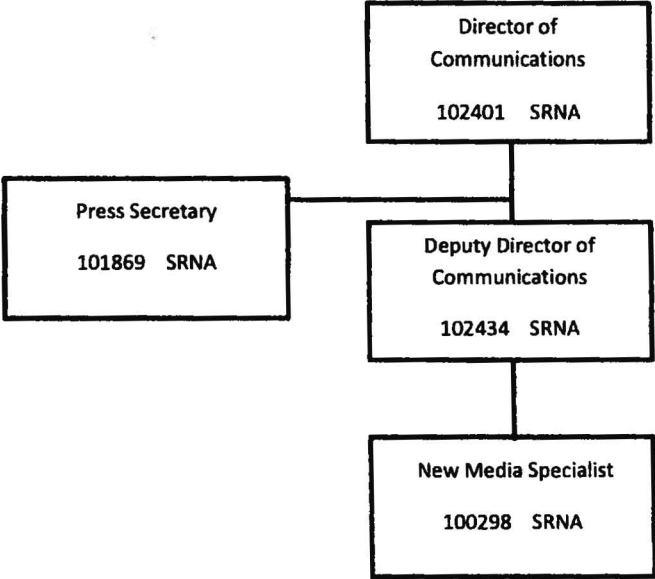 Director of
Communications
102401 SRNA
Press Secretary
101869 SRNA
Deputy Director of
Communications
102434 SRNA
New Media Specialist
100298 SRNA